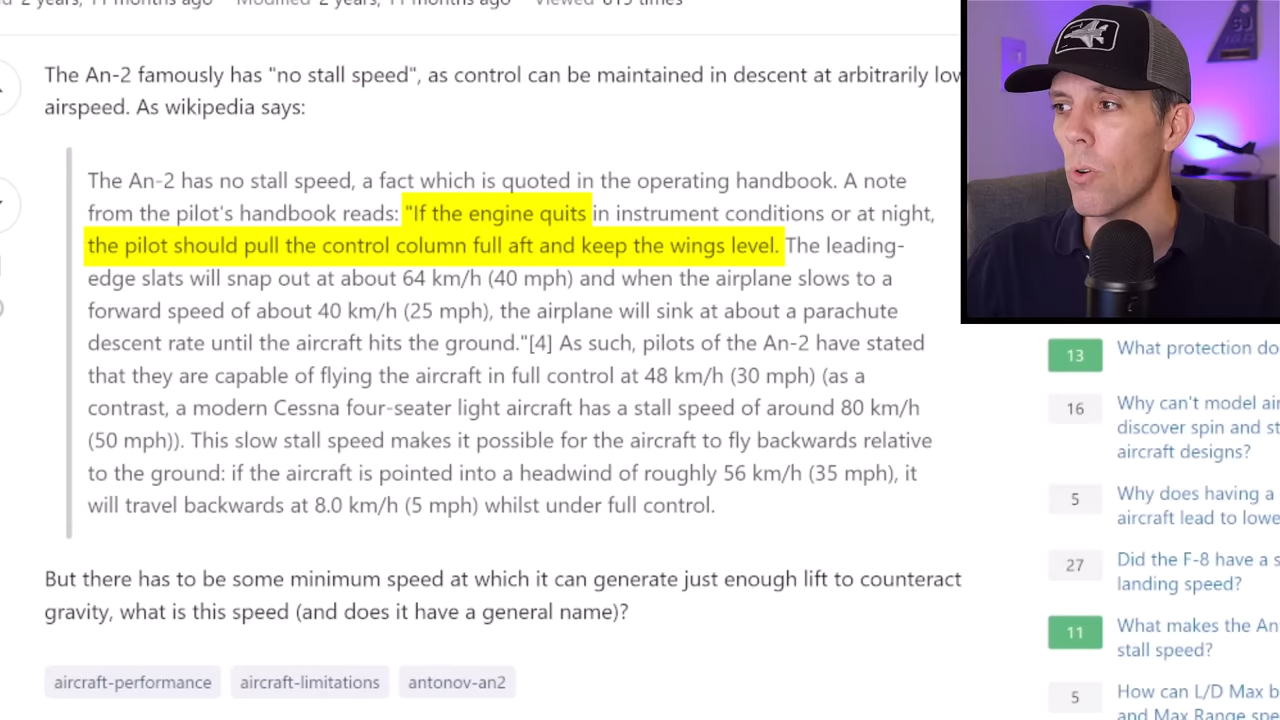 2 years, 11 months ago Modified 2 years, 11 months ago Viewed 615 times
The An-2 famously has "no stall speed", as control can be maintained in descent at arbitrarily low
airspeed. As wikipedia says:
The An-2 has no stall speed, a fact which is quoted in the operating handbook. A note
from the pilot's handbook reads: "If the engine quits in instrument conditions or at night,
the pilot should pull the control column full aft and keep the wings level. The leading-
edge slats will snap out at about 64 km/h (40 mph) and when the airplane slows to a
forward speed of about 40 km/h (25 mph), the airplane will sink at about a parachute
descent rate until the aircraft hits the ground."[4] As such, pilots of the An-2 have stated
that they are capable of flying the aircraft in full control at 48 km/h (30 mph) (as a
contrast, a modern Cessna four-seater light aircraft has a stall speed of around 80 km/h
(50 mph)). This slow stall speed makes it possible for the aircraft to fly backwards relative
to the ground: if the aircraft is pointed into a headwind of roughly 56 km/h (35 mph), it
will travel backwards at 8.0 km/h (5 mph) whilst under full control.
But there has to be some minimum speed at which it can generate just enough lift to counteract
gravity, what is this speed (and does it have a general name)?
aircraft-performance aircraft-limitations antonov-an2
13 What protection do
16 Why can't model air
discover spin and st
aircraft designs?
5 Why does having a
aircraft lead to lowe
27 Did the F-8 have a s
landing speed?
11 What makes the An
stall speed?
5 How can L/D Max b
and Max Range spe